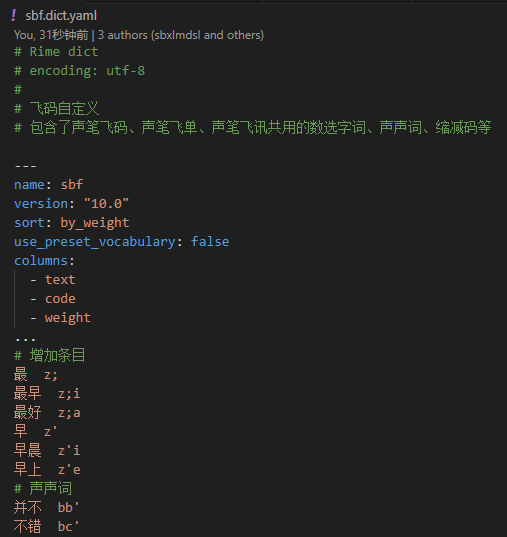 ! sbf.dict.yaml
You, 31秒钟前 | 3 authors (sbxlmdsl and others)
# Rime dict
# encoding: utf-8
#
# 飞码自定义
# 包含了声笔飞码、声笔飞单、声笔飞讯共用的数选字词、声声词、缩减码等
---
name: sbf
version: "10.0"
sort: by_weight
use_preset_vocabulary: false
columns:
- text
- code
- weight
...
# 增加条目
最 z;
最早 z;i
最好 z;a
早 z'
早晨 z'i
早上 z'e
# 声声词
并不 bb'
不错 bc'